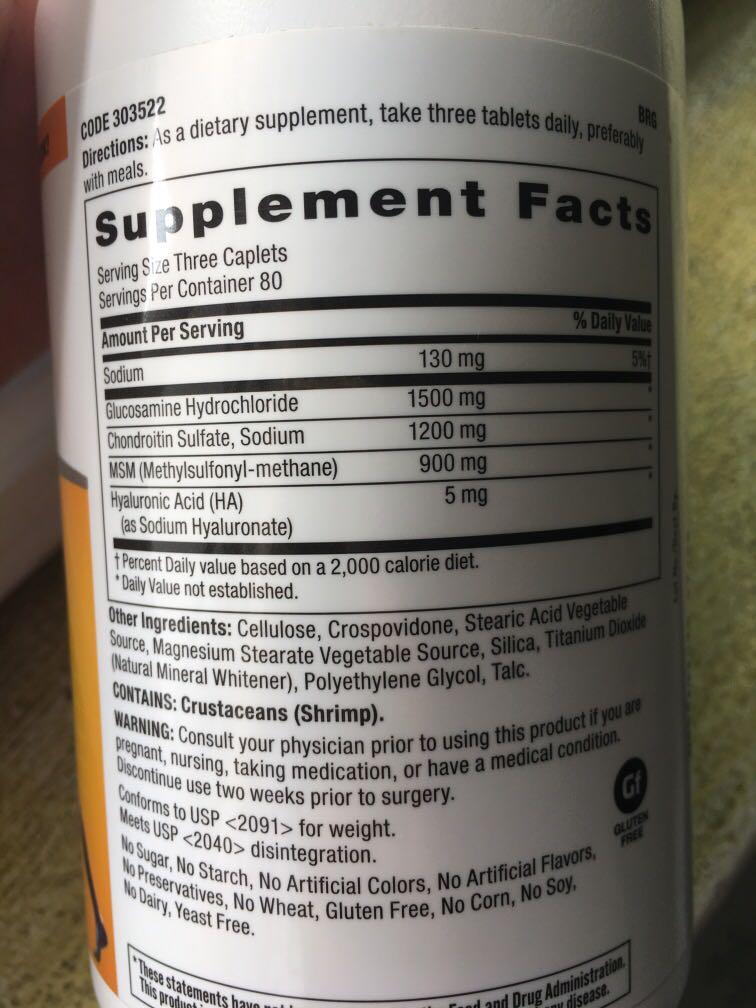 CODE 303522 BRG
Directions: As a dietary supplement, take three tablets daily, preferably
with meals.
Supplement Facts
Serving Size Three Caplets
Servings Per Container 80
Amount Per Serving % Daily Value
Sodium 130 mg 5%†
Glucosamine Hydrochloride 1500 mg *
Chondroitin Sulfate, Sodium 1200 mg *
MSM (Methylsulfonyl-methane) 900 mg *
Hyaluronic Acid (HA) 5 mg *
(as Sodium Hyaluronate)
† Percent Daily value based on a 2,000 calorie diet.
* Daily Value not established.
Other Ingredients: Cellulose, Crospovidone, Stearic Acid Vegetable
Source, Magnesium Stearate Vegetable Source, Silica, Titanium Dioxide
(Natural Mineral Whitener), Polyethylene Glycol, Talc.
CONTAINS: Crustaceans (Shrimp).
WARNING: Consult your physician prior to using this product if you are
pregnant, nursing, taking medication, or have a medical condition.
Discontinue use two weeks prior to surgery.
Conforms to USP <2091> for weight.
Meets USP <2040> disintegration.
Gf
GLUTEN
FREE
No Sugar, No Starch, No Artificial Colors, No Artificial Flavors,
No Preservatives, No Wheat, Gluten Free, No Corn, No Soy,
No Dairy, Yeast Free.
*These statements have Food and Drug Administration.
This product disease.